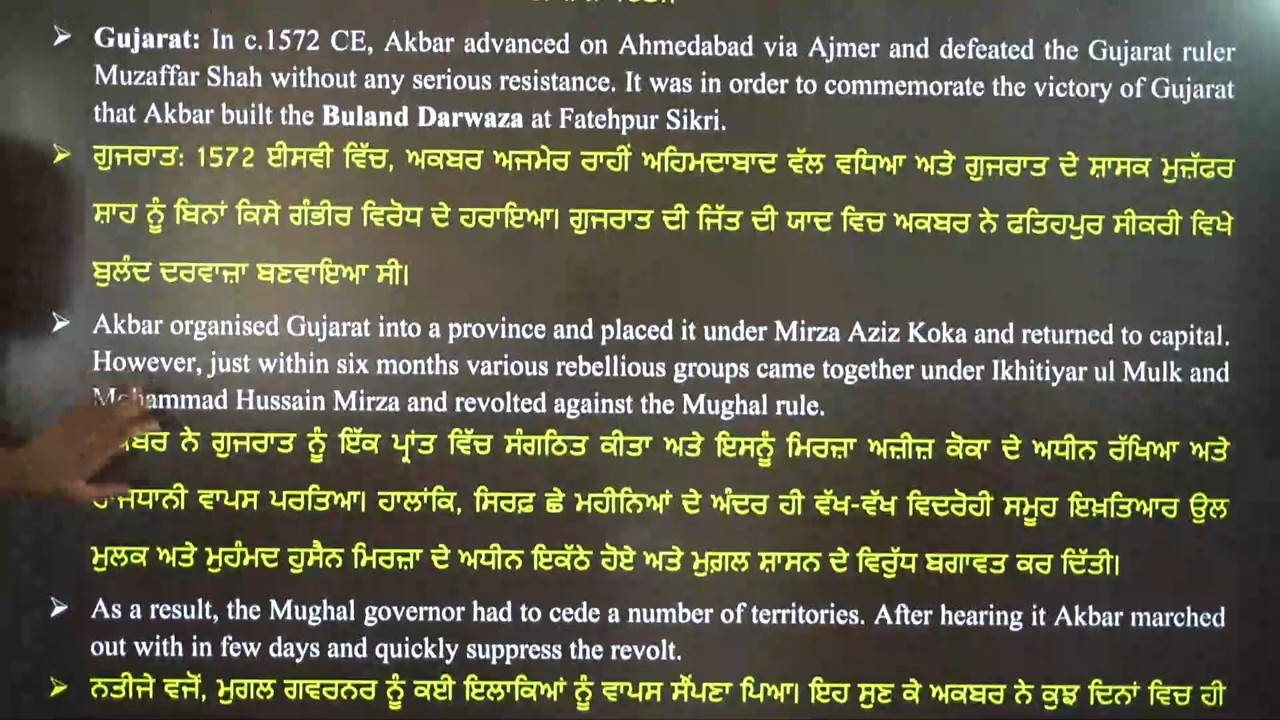 ➤ Gujarat: In c.1572 CE, Akbar advanced on Ahmedabad via Ajmer and defeated the Gujarat ruler
Muzaffar Shah without any serious resistance. It was in order to commemorate the victory of Gujarat
that Akbar built the Buland Darwaza at Fatehpur Sikri.
➤ ਗੁਜਰਾਤ: 1572 ਈਸਵੀ ਵਿੱਚ, ਅਕਬਰ ਅਜਮੇਰ ਰਾਹੀਂ ਅਹਿਮਦਾਬਾਦ ਵੱਲ ਵਧਿਆ ਅਤੇ ਗੁਜਰਾਤ ਦੇ ਸ਼ਾਸਕ ਮੁਜ਼ੱਫਰ
ਸ਼ਾਹ ਨੂੰ ਬਿਨਾਂ ਕਿਸੇ ਗੰਭੀਰ ਵਿਰੋਧ ਦੇ ਹਰਾਇਆ। ਗੁਜਰਾਤ ਦੀ ਜਿੱਤ ਦੀ ਯਾਦ ਵਿਚ ਅਕਬਰ ਨੇ ਫਤਿਹਪੁਰ ਸੀਕਰੀ ਵਿਖੇ
ਬੁਲੰਦ ਦਰਵਾਜ਼ਾ ਬਣਵਾਇਆ ਸੀ।
➤ Akbar organised Gujarat into a province and placed it under Mirza Aziz Koka and returned to capital.
However, just within six months various rebellious groups came together under Ikhitiyar ul Mulk and
Mohammad Hussain Mirza and revolted against the Mughal rule.
ਨੇ ਗੁਜਰਾਤ ਨੂੰ ਇੱਕ ਪ੍ਰਾਂਤ ਵਿੱਚ ਸੰਗਠਿਤ ਕੀਤਾ ਅਤੇ ਇਸਨੂੰ ਮਿਰਜ਼ਾ ਅਜ਼ੀਜ਼ ਕੋਕਾ ਦੇ ਅਧੀਨ ਰੱਖਿਆ ਅਤੇ
ਰਾਜਧਾਨੀ ਵਾਪਸ ਪਰਤਿਆ। ਹਾਲਾਂਕਿ, ਸਿਰਫ਼ ਛੇ ਮਹੀਨਿਆਂ ਦੇ ਅੰਦਰ ਹੀ ਵੱਖ-ਵੱਖ ਵਿਦਰੋਹੀ ਸਮੂਹ ਇਖ਼ਤਿਆਰ ਉਲ
ਮੁਲਕ ਅਤੇ ਮੁਹੰਮਦ ਹੁਸੈਨ ਮਿਰਜ਼ਾ ਦੇ ਅਧੀਨ ਇਕੱਠੇ ਹੋਏ ਅਤੇ ਮੁਗ਼ਲ ਸ਼ਾਸਨ ਦੇ ਵਿਰੁੱਧ ਬਗਾਵਤ ਕਰ ਦਿੱਤੀ।
➤ As a result, the Mughal governor had to cede a number of territories. After hearing it Akbar marched
out with in few days and quickly suppress the revolt.
➤ ਨਤੀਜੇ ਵਜੋਂ, ਮੁਗਲ ਗਵਰਨਰ ਨੂੰ ਕਈ ਇਲਾਕਿਆਂ ਨੂੰ ਵਾਪਸ ਸੌਂਪਣਾ ਪਿਆ। ਇਹ ਸੁਣ ਕੇ ਅਕਬਰ ਨੇ ਕੁਝ ਦਿਨਾਂ ਵਿਚ ਹੀ